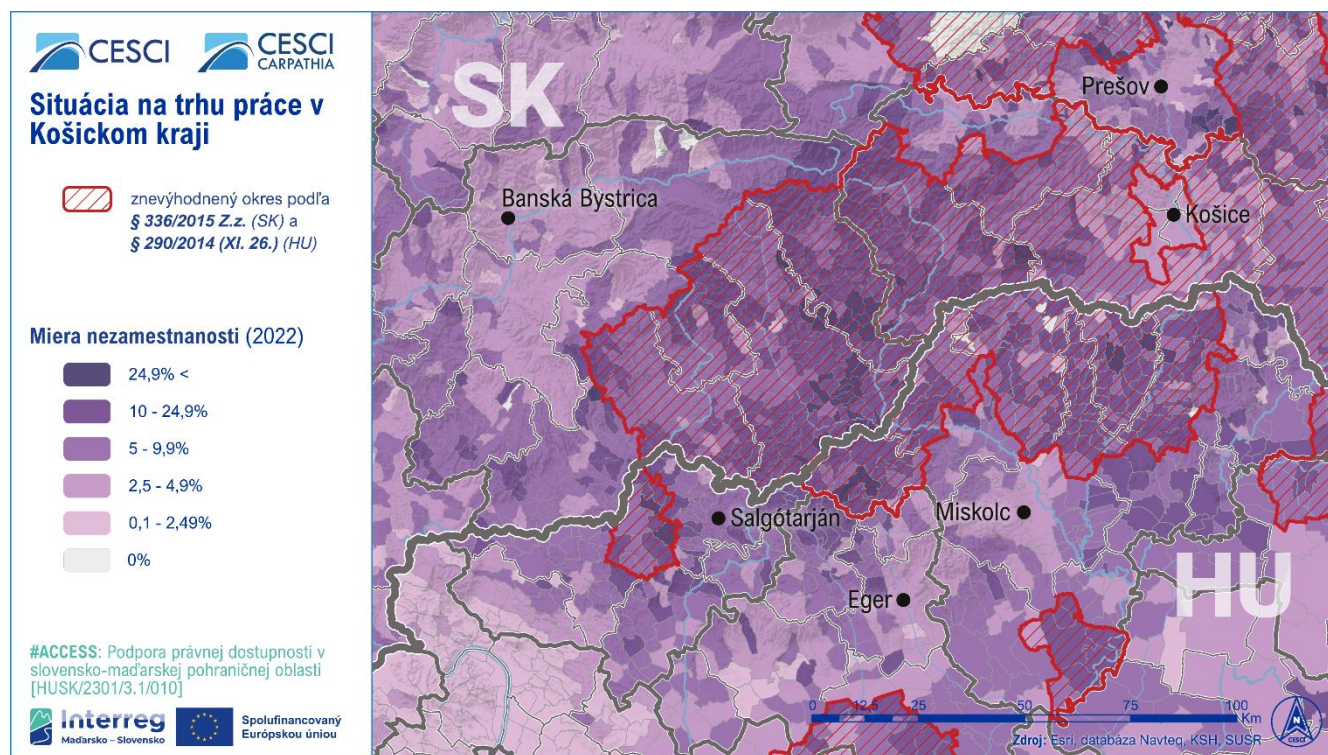 CESCI
CESCI
CARPATHIA
Situácia na trhu práce v
Košickom kraji
znevýhodnený okres podľa
§ 336/2015 Z.z. (SK) a
§ 290/2014 (XI. 26.) (HU)
Miera nezamestnanosti (2022)
24,9% <
10 - 24,9%
5 - 9,9%
2,5 - 4,9%
0,1 - 2,49%
0%
#ACCESS: Podpora právnej dostupnosti v
slovensko-maďarskej pohraničnej oblasti
[HUSK/2301/3.1/010]
Interreg
Maďarsko – Slovensko
Spolufinancovaný
Európskou úniou
SK
Prešov
Banská Bystrica
Košice
Salgótarján
Miskolc
HU
Eger
0 12,5 25 50 75 100
Km
Zdroj: Esri, databáza Navteq, KSH, SUSR
N
CESCI